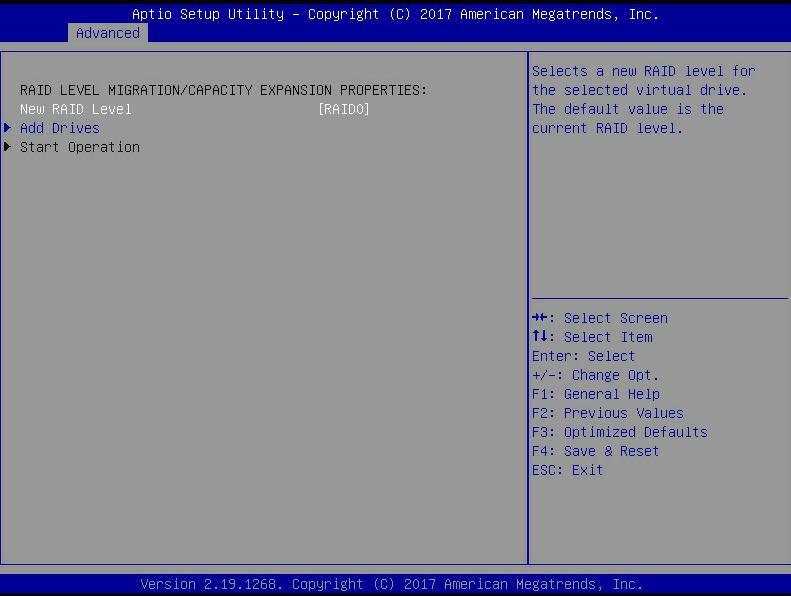 Aptio Setup Utility – Copyright (C) 2017 American Megatrends, Inc.
Advanced
RAID LEVEL MIGRATION/CAPACITY EXPANSION PROPERTIES:
New RAID Level [RAID0]
Add Drives
Start Operation
Selects a new RAID level for
the selected virtual drive.
The default value is the
current RAID level.
→←: Select Screen
↑↓: Select Item
Enter: Select
+/-: Change Opt.
F1: General Help
F2: Previous Values
F3: Optimized Defaults
F4: Save & Reset
ESC: Exit
Version 2.19.1268. Copyright (C) 2017 American Megatrends, Inc.